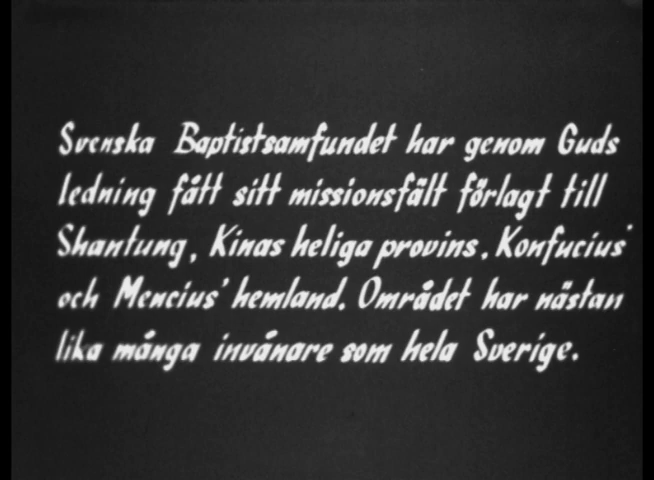 Svenska Baptistsamfundet har genom Guds
ledning fått sitt missionsfält förlagt till
Shantung, Kinas heliga provins. Konfucius'
och Mencius' hemland. Området har nästan
lika många invånare som hela Sverige.